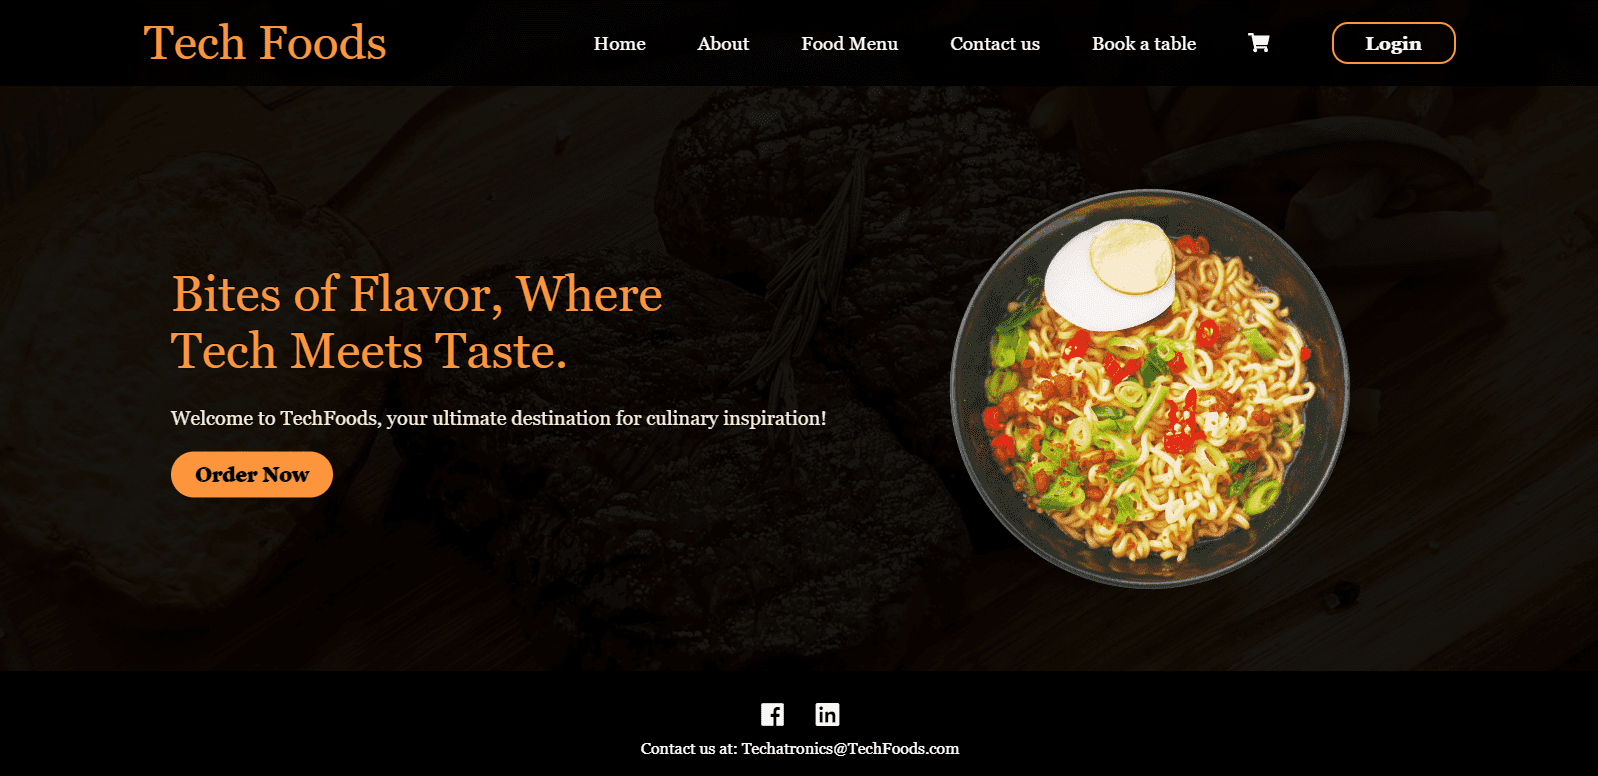 Tech Foods
Home About Food Menu Contact us Book a table Login
Bites of Flavor, Where
Tech Meets Taste.
Welcome to TechFoods, your ultimate destination for culinary inspiration!
Order Now
Contact us at: Techatronics@TechFoods.com